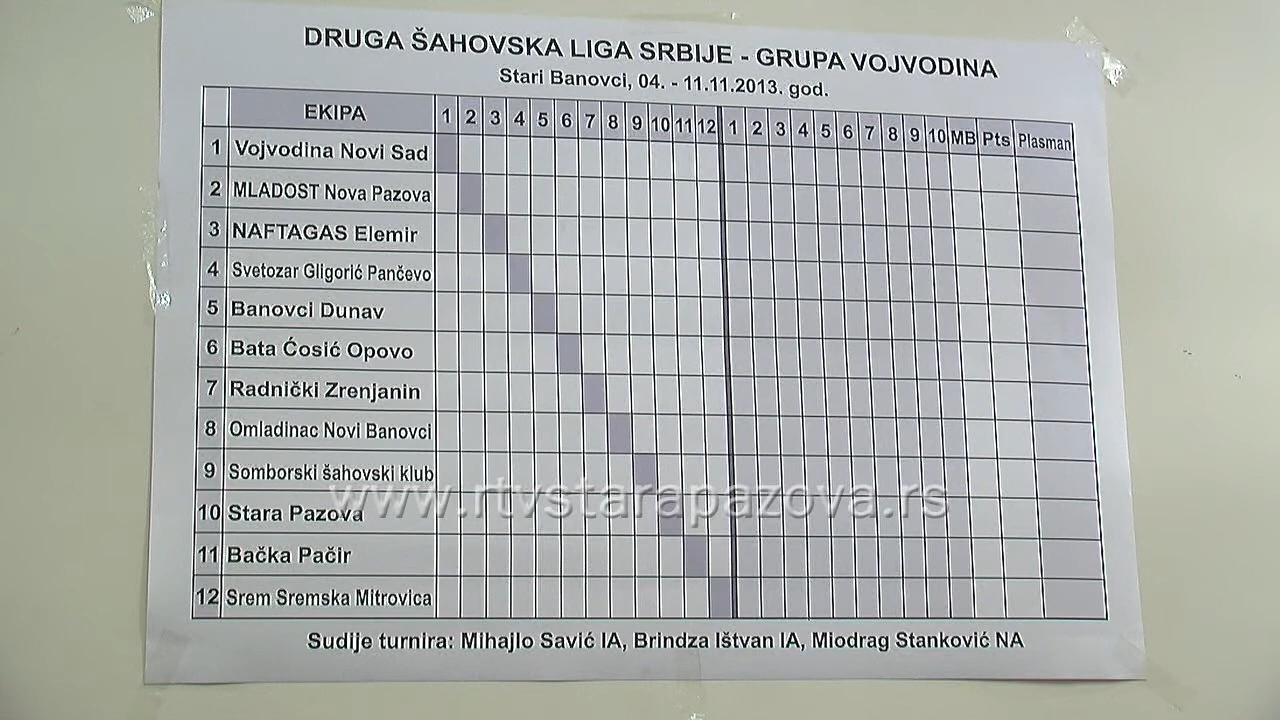 DRUGA ŠAHOVSKA LIGA SRBIJE - GRUPA VOJVODINA
Stari Banovci, 04. - 11.11.2013. god.
EKIPA 1 2 3 4 5 6 7 8 9 10 11 12 1 2 3 4 5 6 7 8 9 10 MB Pts Plasman
1 Vojvodina Novi Sad
2 MLADOST Nova Pazova
3 NAFTAGAS Elemir
4 Svetozar Gligorić Pančevo
5 Banovci Dunav
6 Bata Ćosić Opovo
7 Radnički Zrenjanin
8 Omladinac Novi Banovci
9 Somborski šahovski klub
www.rtvstarapazova.rs
10 Stara Pazova
11 Bačka Pačir
12 Srem Sremska Mitrovica
Sudije turnira: Mihajlo Savić IA, Brindza Ištvan IA, Miodrag Stanković NA